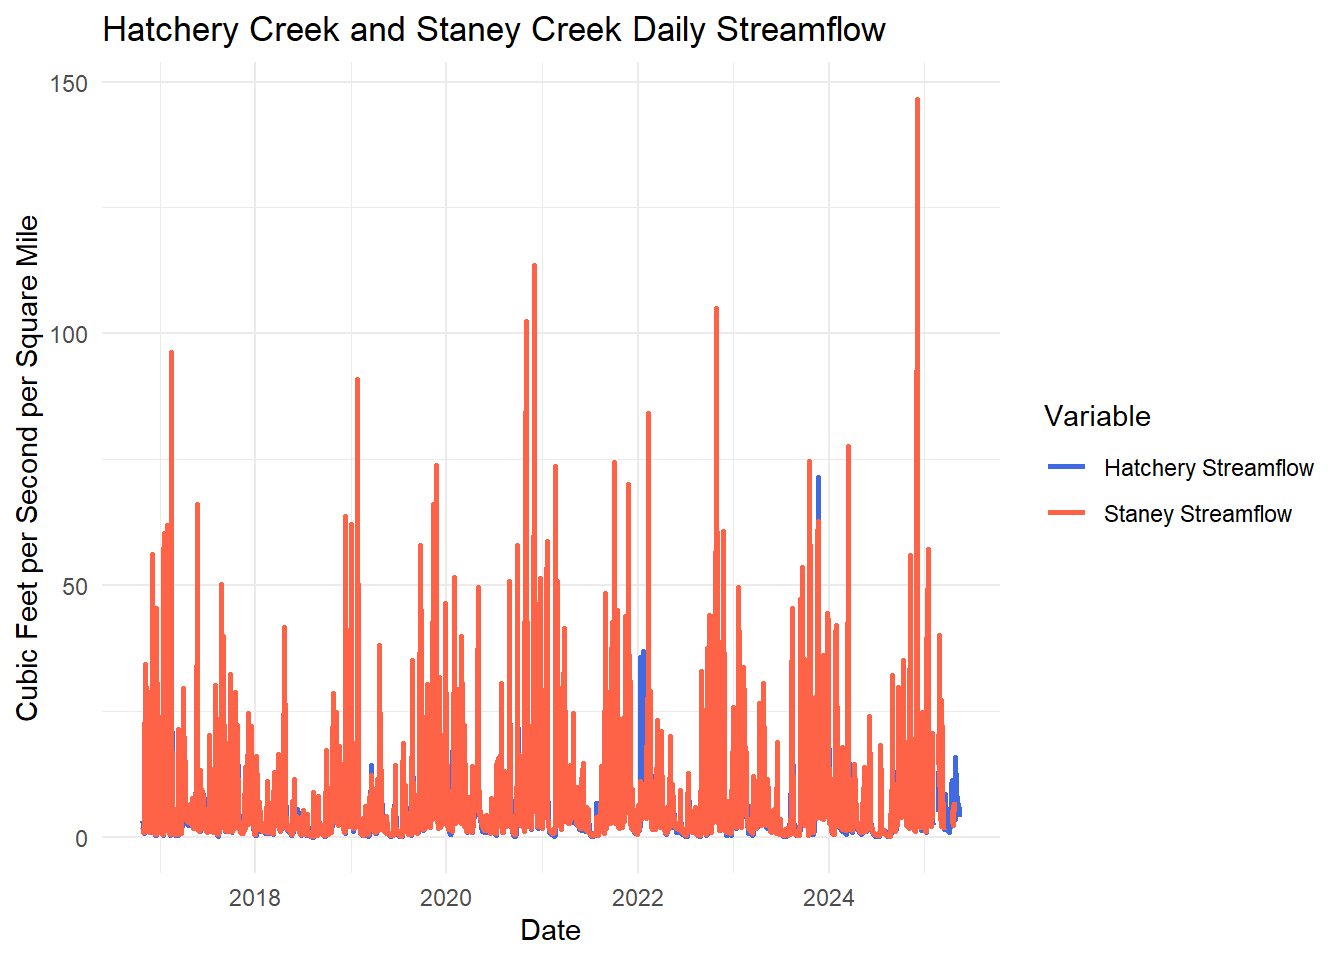 Hatchery Creek and Staney Creek Daily Streamflow
Cubic Feet per Second per Square Mile
150
100
50
0
2018
2020
2022
2024
Date
Variable
Hatchery Streamflow
Staney Streamflow